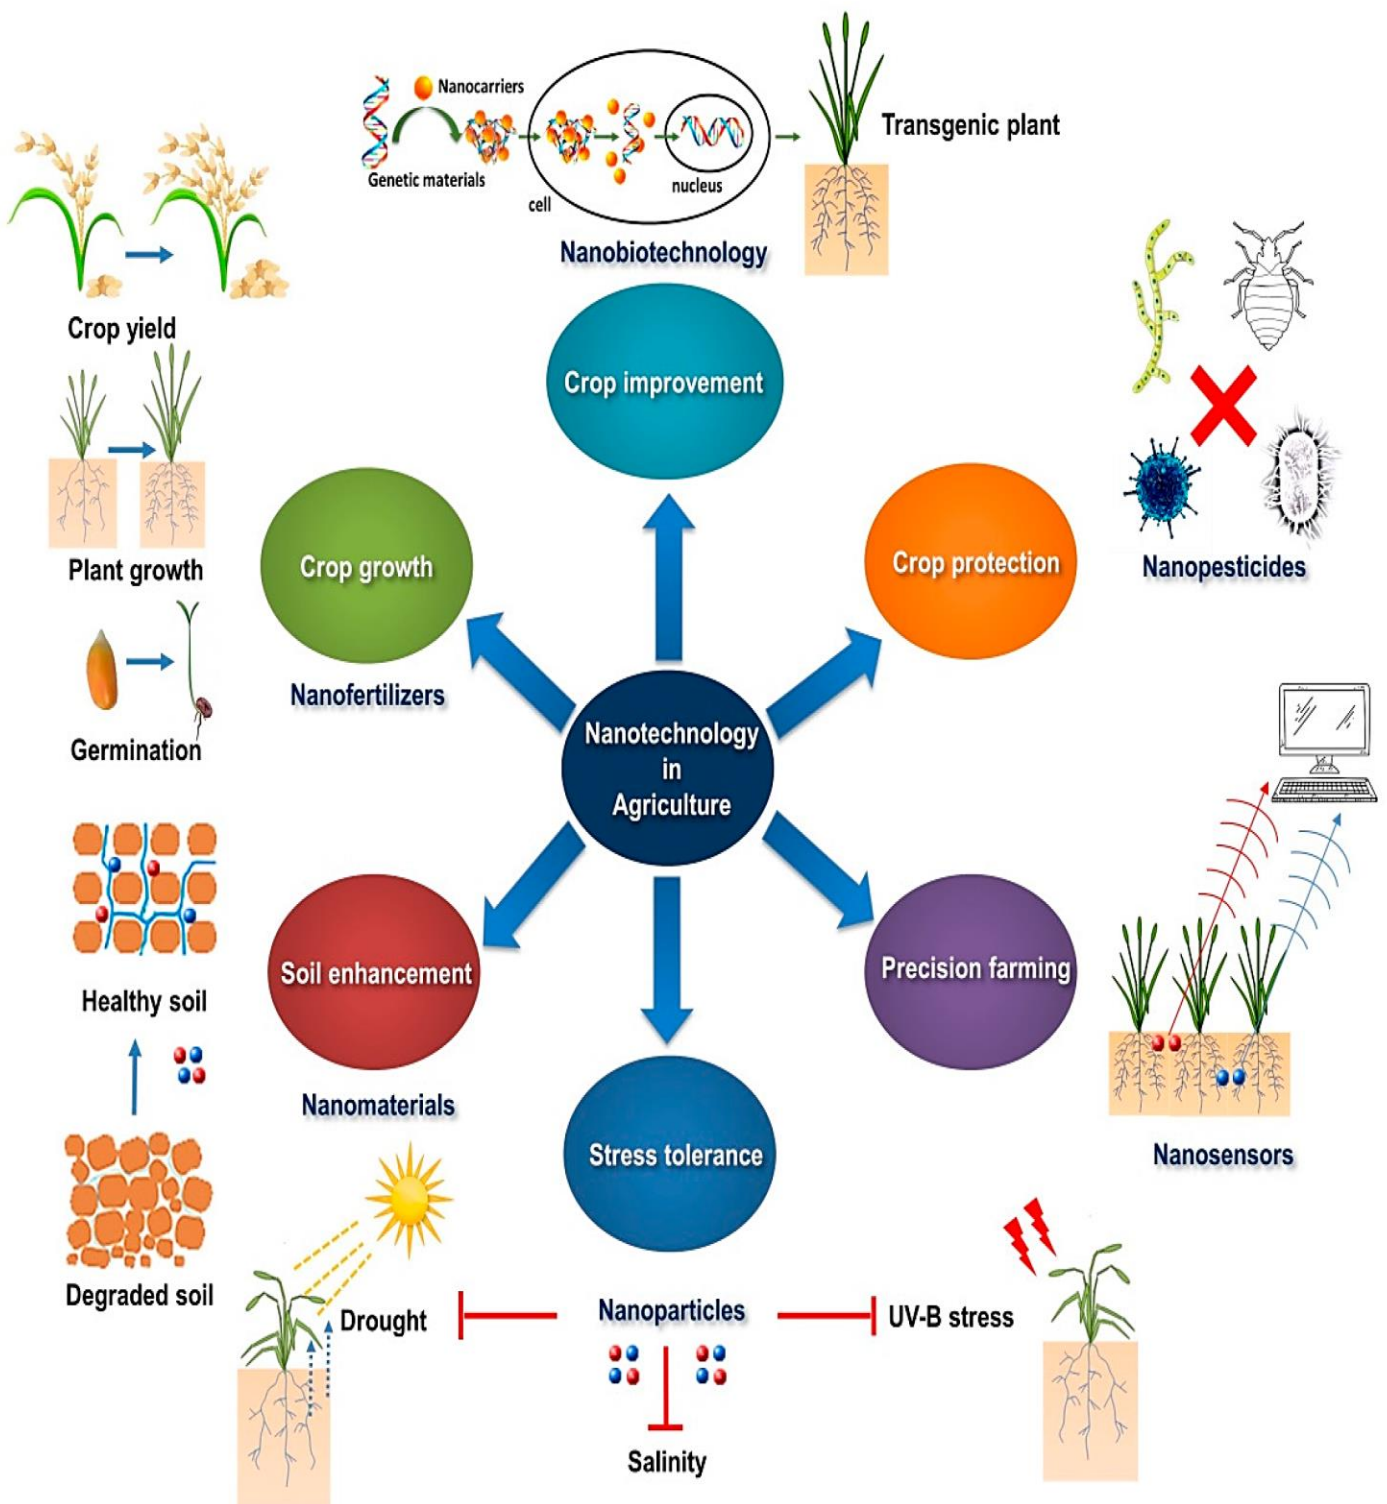 Nanocarriers
Genetic materials
cell
nucleus
Transgenic plant
Nanobiotechnology
Crop yield
Crop improvement
Plant growth
Crop growth
Crop protection
Nanopesticides
Nanofertilizers
Germination
Nanotechnology
in
Agriculture
Healthy soil
Soil enhancement
Precision farming
Nanomaterials
Nanosensors
Stress tolerance
Degraded soil
Drought
Nanoparticles
UV-B stress
Salinity